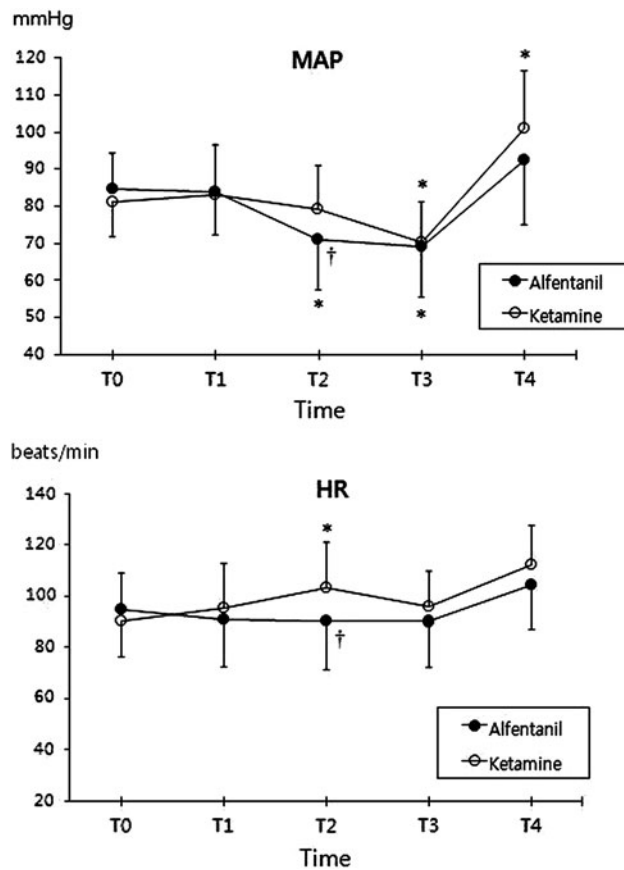 mmHg
MAP
120
110
100
90
80
70
60
50
40
*
*
†
*
*
Alfentanil
Ketamine
T0 T1 T2 T3 T4
Time
beats/min
HR
140
120
100
80
60
40
20
*
†
Alfentanil
Ketamine
T0 T1 T2 T3 T4
Time